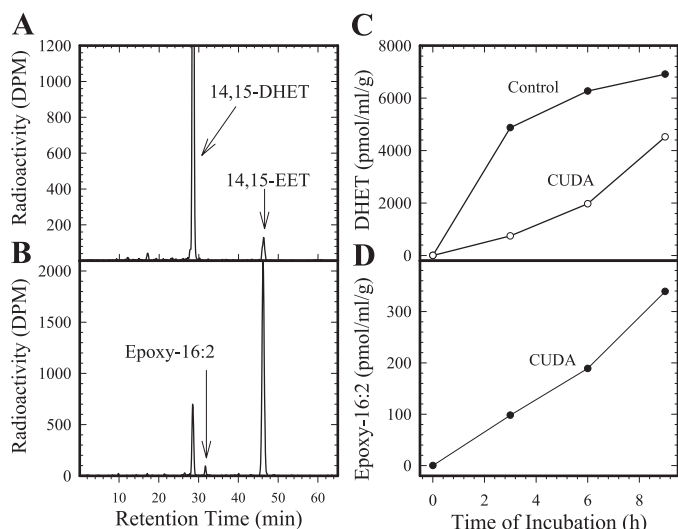 A
1200
1000
800
600
400
200
Radioactivity (DPM)
14,15-DHET
14,15-EET
B
2000
1500
1000
500
0
Radioactivity (DPM)
Epoxy-16:2
10 20 30 40 50 60
Retention Time (min)
C
8000
6000
4000
2000
0
DHET (pmol/ml/g)
Control
CUDA
D
300
200
100
0
Epoxy-16:2 (pmol/ml/g)
CUDA
0 2 4 6 8
Time of Incubation (h)